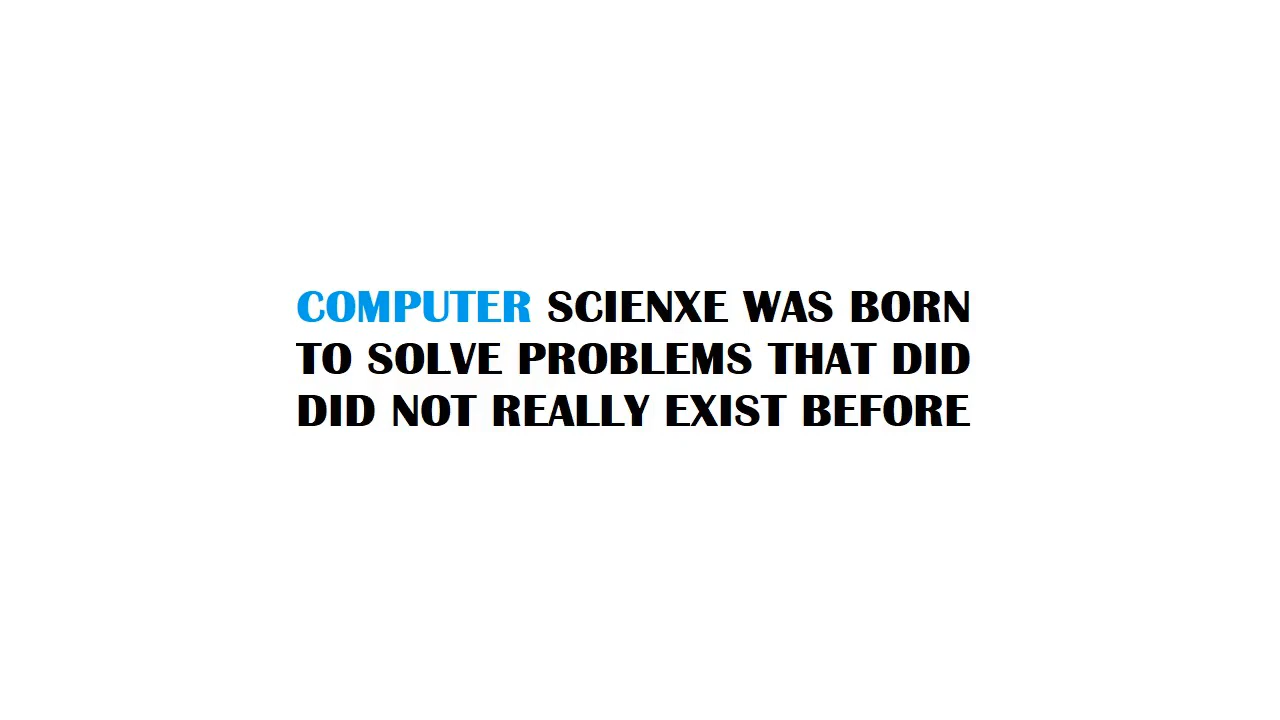 COMPUTER SCIENXE WAS BORN
TO SOLVE PROBLEMS THAT DID
DID NOT REALLY EXIST BEFORE